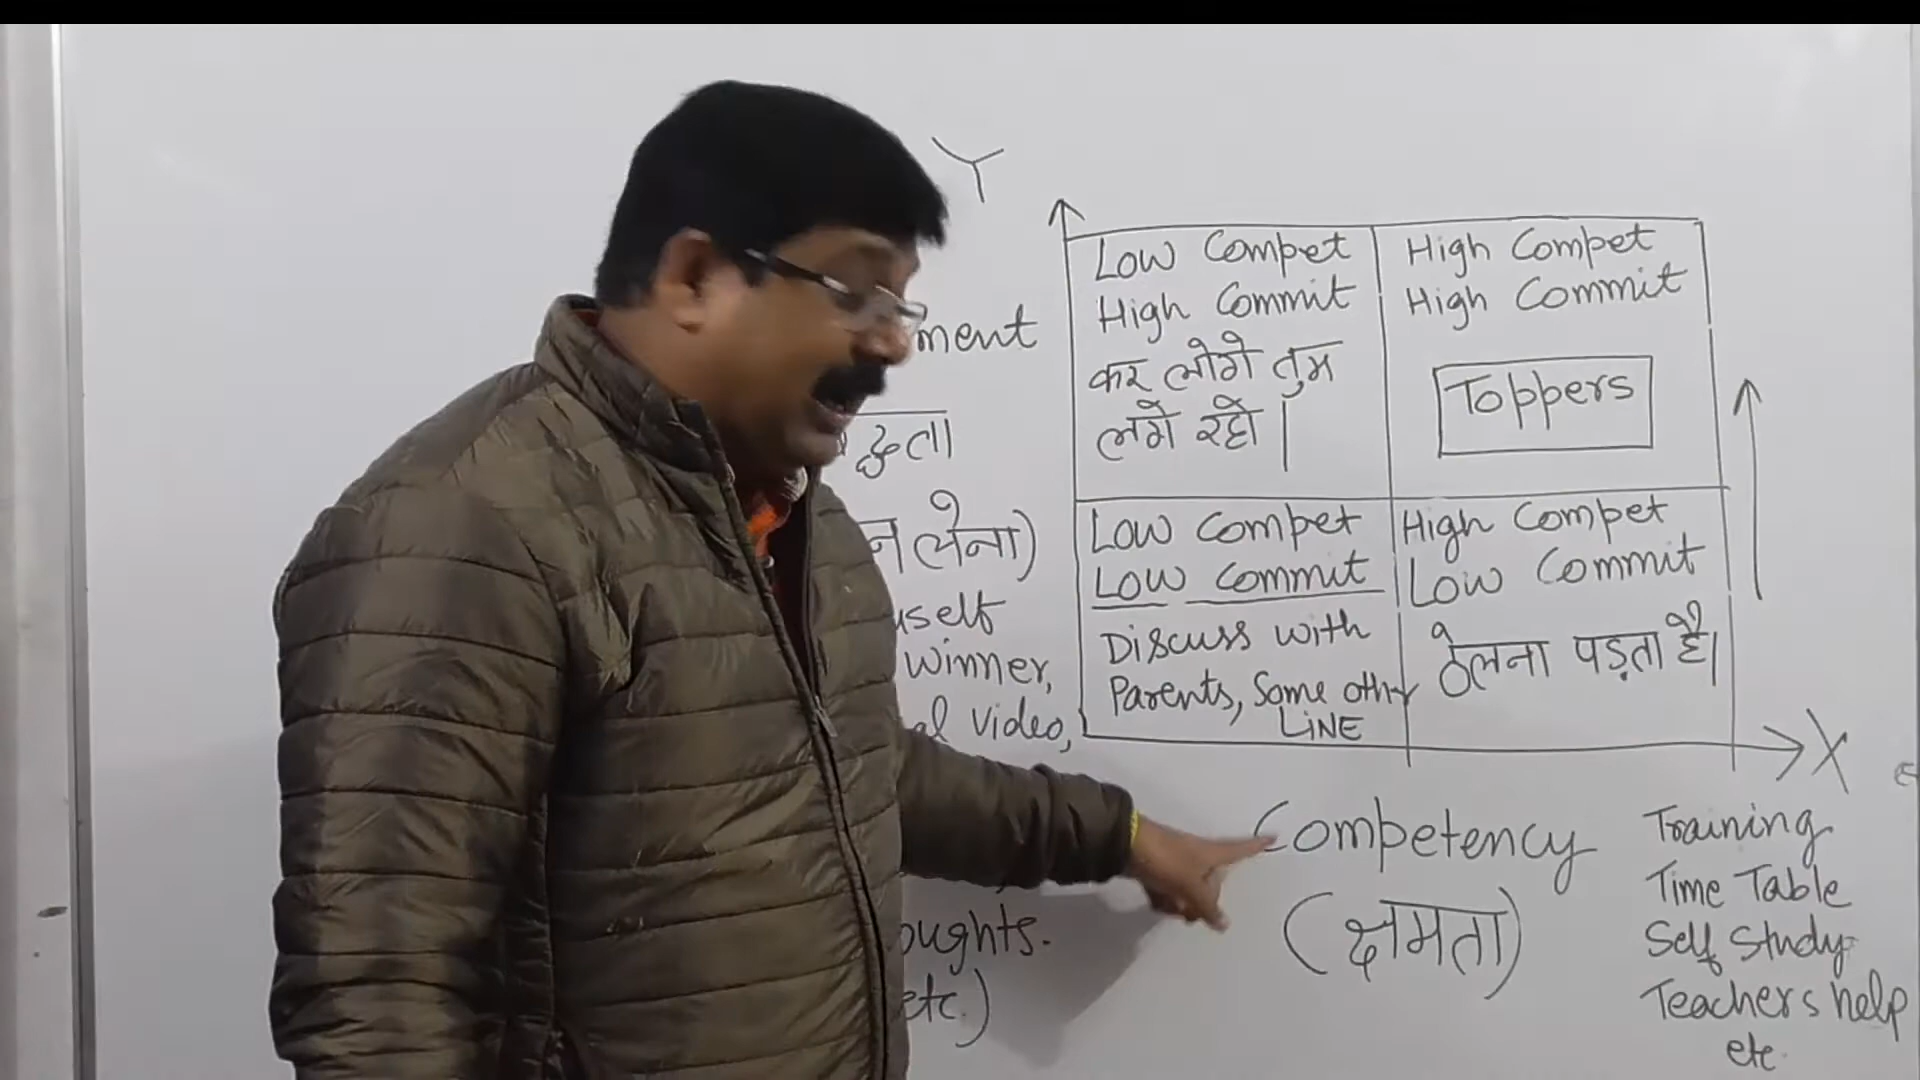 Y
ment
Low Compet
High Commit
कर लोगे तुम
लगे रहो।
High Compet
High Commit
Toppers
ढ़ता
न लेना)
uself
winner,
al video,
Low Compet
Low Commit
Discuss with
Parents, Some oth
LINE
High Compet
Low Commit
ठेलना पड़ता है।
X
Competency
(क्षमता)
Training
Time Table
Self Study
Teachers help
etc.
oughts.
etc.)